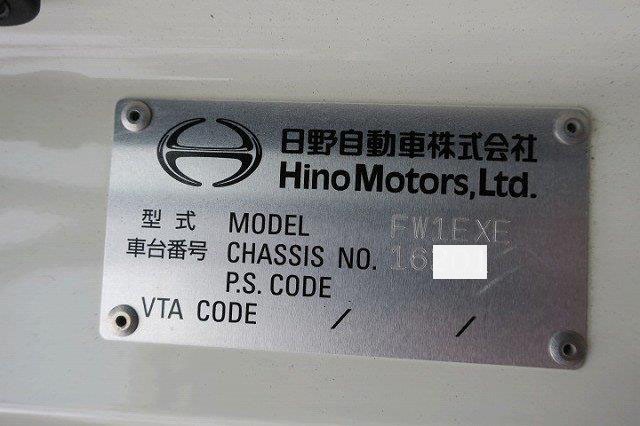 日野自動車株式会社
Hino Motors, Ltd.
型式 MODEL FW1EXE
車台番号 CHASSIS NO. 16
P.S. CODE
VTA CODE / /